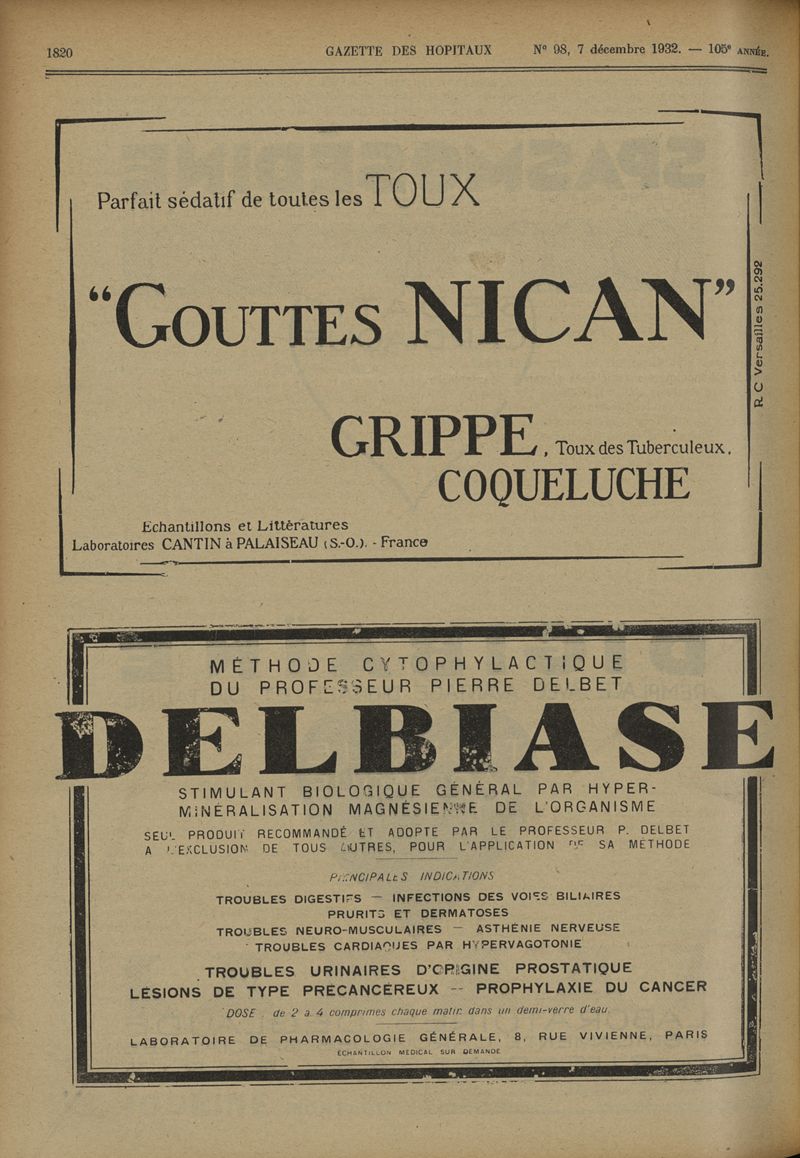 1820
GAZETTE DES HOPITAUX
N° 98, 7 décembre 1932. — 105e ANNÉE.
Parfait sédatif de toutes les TOUX
"GOUTTES NICAN"
R.C Versailles 25.292
GRIPPE, Toux des Tuberculeux,
COQUELUCHE
Echantillons et Littératures
Laboratoires CANTIN à PALAISEAU (S.-O.). - France
MÉTHODE CYTOPHYLACTIQUE
DU PROFESSEUR PIERRE DELBET
DELBIASE
STIMULANT BIOLOGIQUE GÉNÉRAL PAR HYPER-
MINÉRALISATION MAGNÉSIENNE DE L'ORGANISME
SEUL PRODUIT RECOMMANDÉ ET ADOPTE PAR LE PROFESSEUR P. DELBET
A L'EXCLUSION DE TOUS AUTRES, POUR L'APPLICATION DE SA MÉTHODE
PRINCIPALES INDICATIONS
TROUBLES DIGESTIFS — INFECTIONS DES VOIES BILIAIRES
PRURITS ET DERMATOSES
TROUBLES NEURO-MUSCULAIRES — ASTHÉNIE NERVEUSE
TROUBLES CARDIAQUES PAR HYPERVAGOTONIE
TROUBLES URINAIRES D'ORIGINE PROSTATIQUE
LÉSIONS DE TYPE PRÉCANCÉREUX — PROPHYLAXIE DU CANCER
DOSE : de 2 a 4 comprimes chaque matin dans un demi-verre d'eau.
LABORATOIRE DE PHARMACOLOGIE GÉNÉRALE, 8, RUE VIVIENNE, PARIS
ECHANTILLON MEDICAL SUR DEMANDE